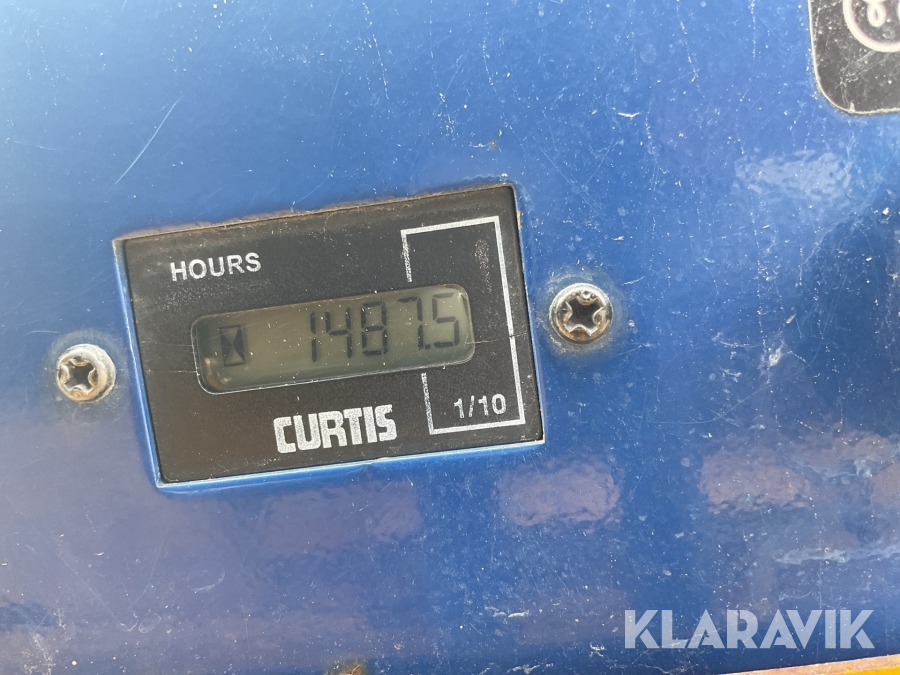 HOURS
1487.5
1/10
CURTIS
KLARAVIK